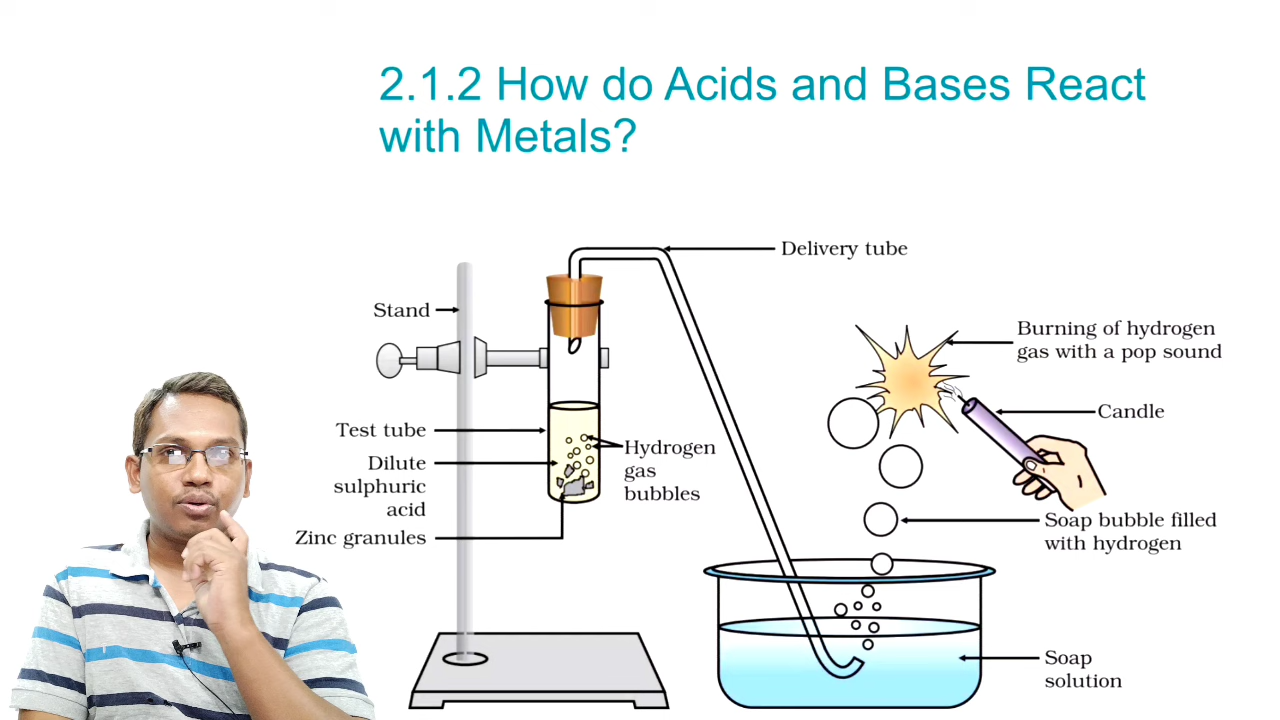 2.1.2 How do Acids and Bases React
with Metals?
Delivery tube
Stand
Burning of hydrogen
gas with a pop sound
Candle
Test tube
Hydrogen
gas
bubbles
Dilute
sulphuric
acid
Zinc granules
Soap bubble filled
with hydrogen
Soap
solution